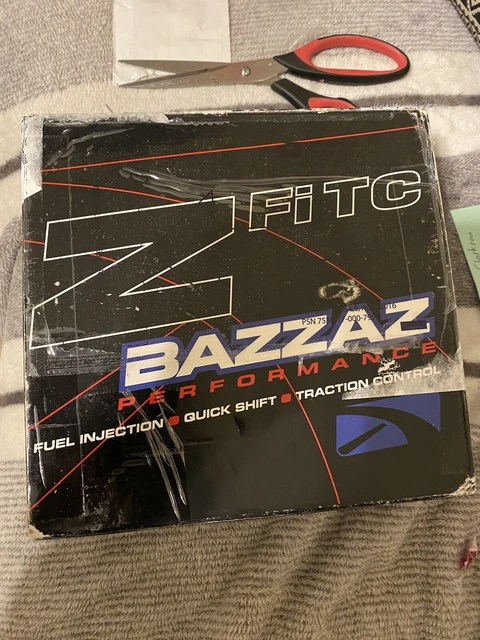 Z Fi TC
BAZZAZ
PERFORMANCE
FUEL INJECTION • QUICK SHIFT • TRACTION CONTROL